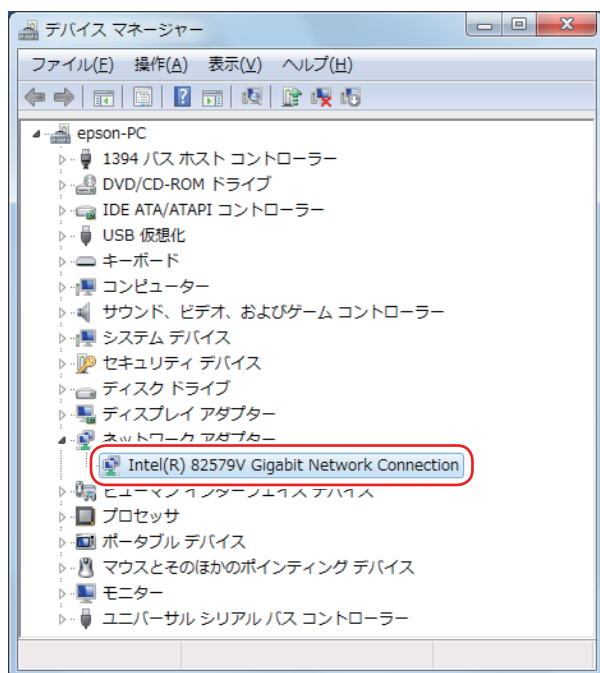 デバイス マネージャー
ファイル(F) 操作(A) 表示(V) ヘルプ(H)
epson-PC
1394 バス ホスト コントローラー
DVD/CD-ROM ドライブ
IDE ATA/ATAPI コントローラー
USB 仮想化
キーボード
コンピューター
サウンド、ビデオ、およびゲーム コントローラー
システム デバイス
セキュリティ デバイス
ディスク ドライブ
ディスプレイ アダプター
ネットワーク アダプター
Intel(R) 82579V Gigabit Network Connection
ヒューマン インターフェイス デバイス
プロセッサ
ポータブル デバイス
マウスとそのほかのポインティング デバイス
モニター
ユニバーサル シリアル バス コントローラー